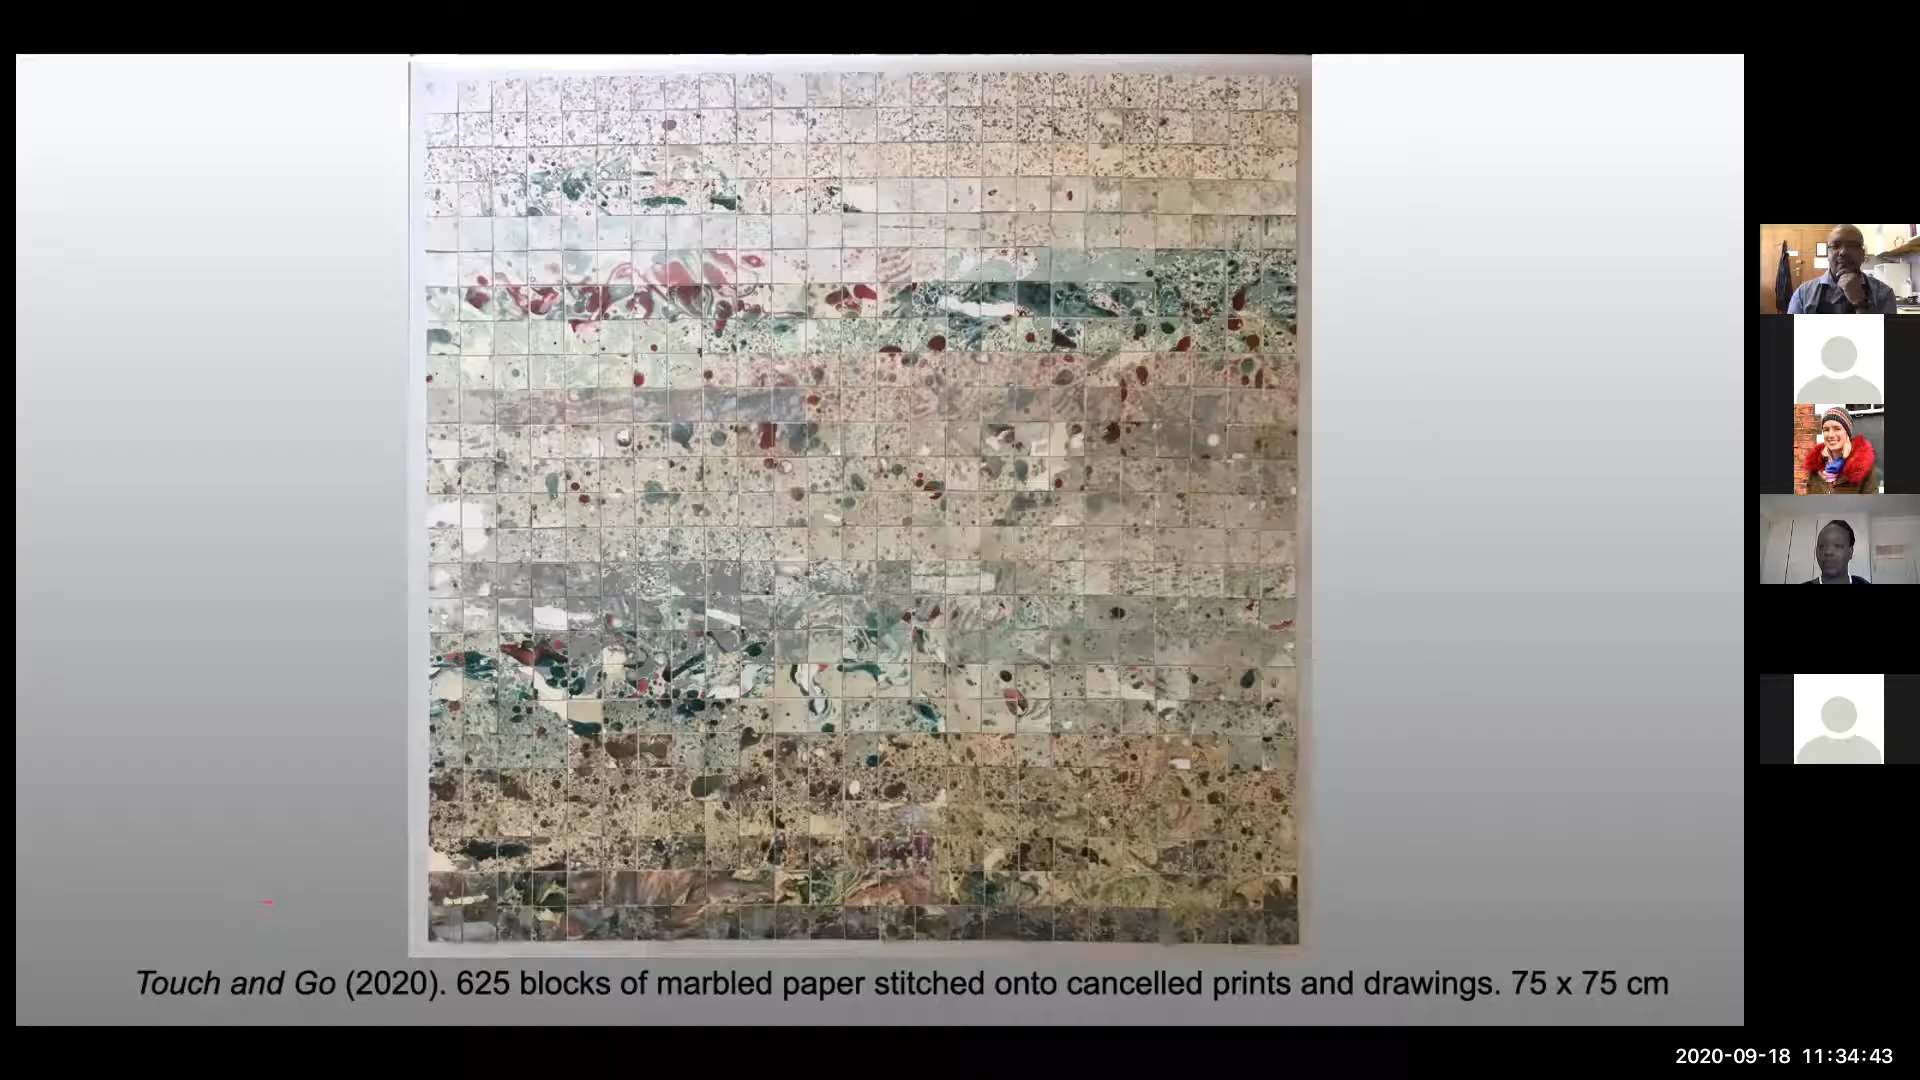 Touch and Go (2020). 625 blocks of marbled paper stitched onto cancelled prints and drawings. 75 x 75 cm
2020-09-18 11:34:43